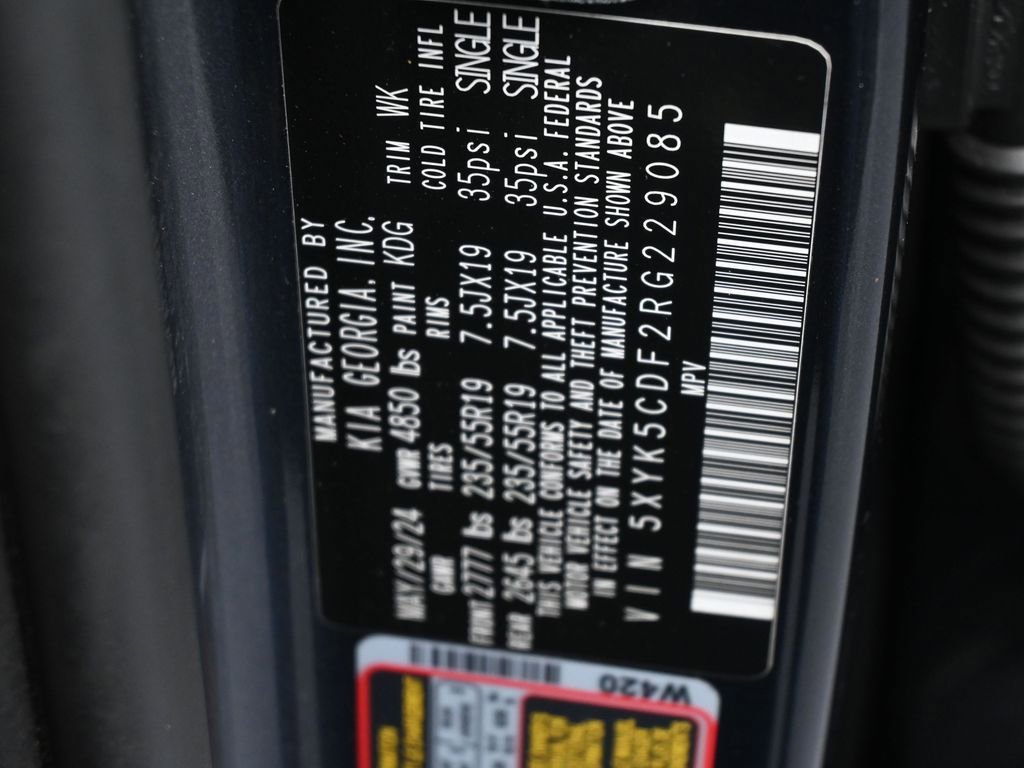 MANUFACTURED BY
KIA GEORGIA, INC.
MAY/29/24 GVWR 4850 lbs PAINT KDG TRIM WK
GAWR TIRES RIMS COLD TIRE INFL
FRONT 2777 lbs 235/55R19 7.5JX19 35psi SINGLE
REAR 2645 lbs 235/55R19 7.5JX19 35psi SINGLE
THIS VEHICLE CONFORMS TO ALL APPLICABLE U.S.A. FEDERAL
MOTOR VEHICLE SAFETY AND THEFT PREVENTION STANDARDS
IN EFFECT ON THE DATE OF MANUFACTURE SHOWN ABOVE
VIN 5XYK5CDF2RG229085
MPV
W420